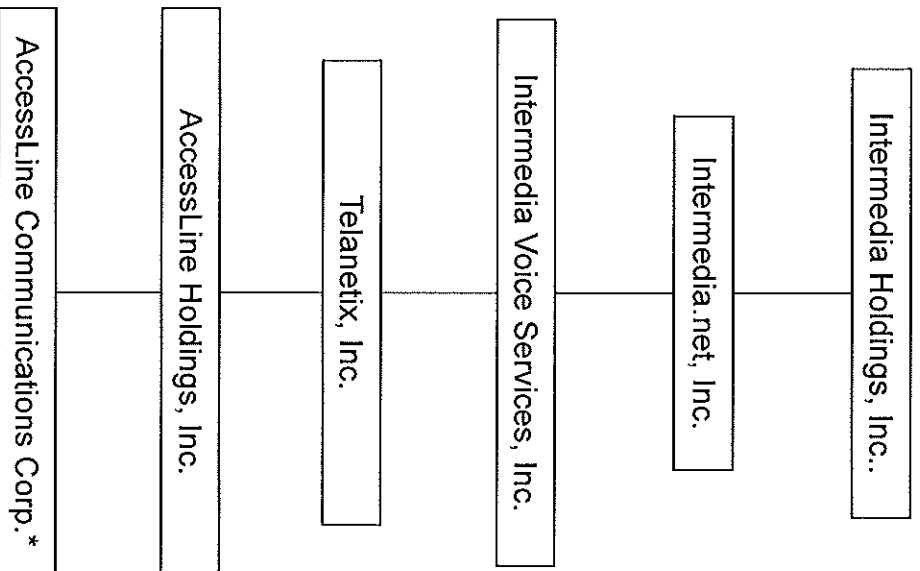 Intermedia Holdings, Inc..
Intermedia.net, Inc.
Intermedia Voice Services, Inc.
Telanetix, Inc.
AccessLine Holdings, Inc.
AccessLine Communications Corp.*